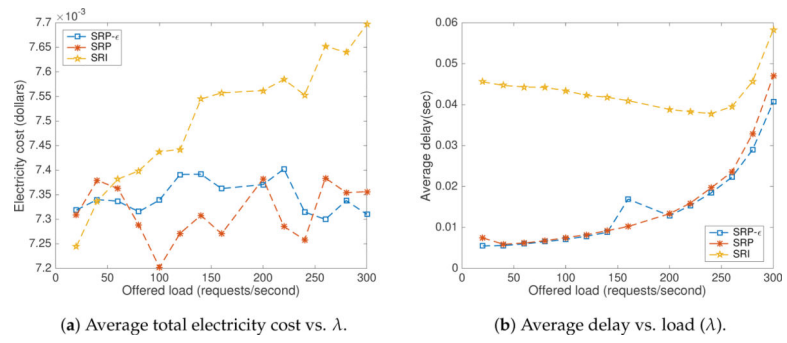 ×10⁻³
7.7
7.65
7.6
7.55
7.5
7.45
7.4
7.35
7.3
7.25
7.2
Electricity cost (dollars)
SRP-ϵ
SRP
SRI
0 50 100 150 200 250 300
Offered load (requests/second)
(a) Average total electricity cost vs. λ.
0.06
0.05
0.04
0.03
0.02
0.01
0
Average delay(sec)
SRP-ϵ
SRP
SRI
0 50 100 150 200 250 300
Offered load (requests/second)
(b) Average delay vs. load (λ).